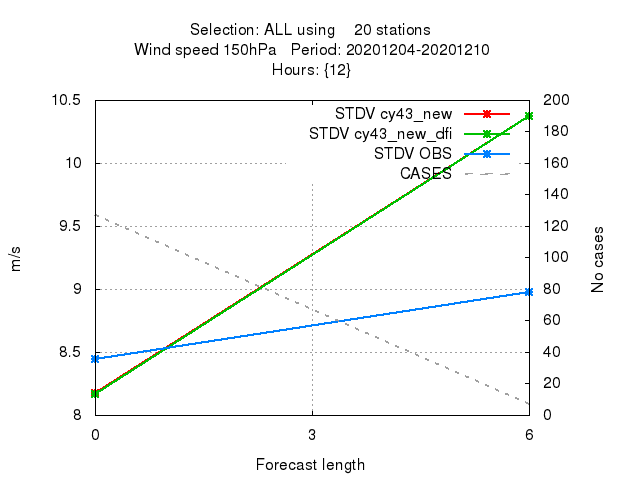 Selection: ALL using    20 stations
Wind speed 150hPa   Period: 20201204-20201210
Hours: {12}
10.5
10
9.5
9
8.5
8
200
180
160
140
120
100
80
60
40
20
0
STDV cy43_new
STDV cy43_new_dfi
STDV OBS
CASES
m/s
No cases
0
3
6
Forecast length